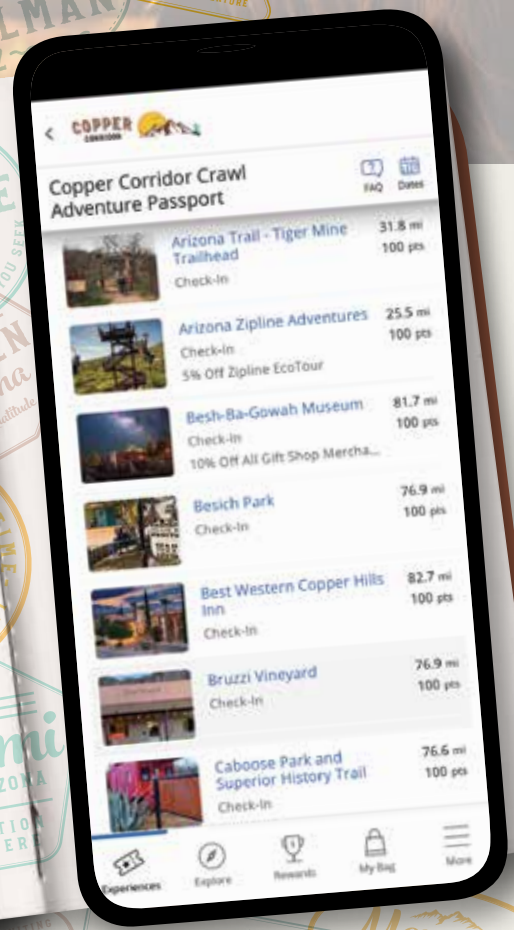 LMAN
COPPER
CORRIDOR
Copper Corridor Crawl
Adventure Passport
FAQ
Dates
Arizona Trail - Tiger Mine
Trailhead
31.8 mi
100 pts
Check-In
Arizona Zipline Adventures
25.5 mi
100 pts
Check-In
5% Off Zipline EcoTour
Besh-Ba-Gowah Museum
81.7 mi
100 pts
Check-In
10% Off All Gift Shop Mercha...
Besich Park
76.9 mi
100 pts
Check-In
Best Western Copper Hills
Inn
82.7 mi
100 pts
Check-In
Bruzzi Vineyard
76.9 mi
100 pts
Check-In
Caboose Park and
Superior History Trail
76.6 mi
100 pts
Check-In
Experiences
Explore
Rewards
My Bag
More
YOU SEEK